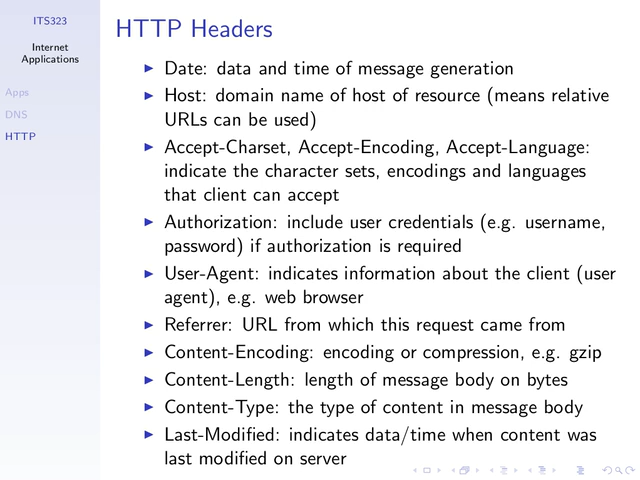 ITS323
Internet
Applications
Apps
DNS
HTTP
HTTP Headers
▶ Date: data and time of message generation
▶ Host: domain name of host of resource (means relative
URLs can be used)
▶ Accept-Charset, Accept-Encoding, Accept-Language:
indicate the character sets, encodings and languages
that client can accept
▶ Authorization: include user credentials (e.g. username,
password) if authorization is required
▶ User-Agent: indicates information about the client (user
agent), e.g. web browser
▶ Referrer: URL from which this request came from
▶ Content-Encoding: encoding or compression, e.g. gzip
▶ Content-Length: length of message body on bytes
▶ Content-Type: the type of content in message body
▶ Last-Modified: indicates data/time when content was
last modified on server